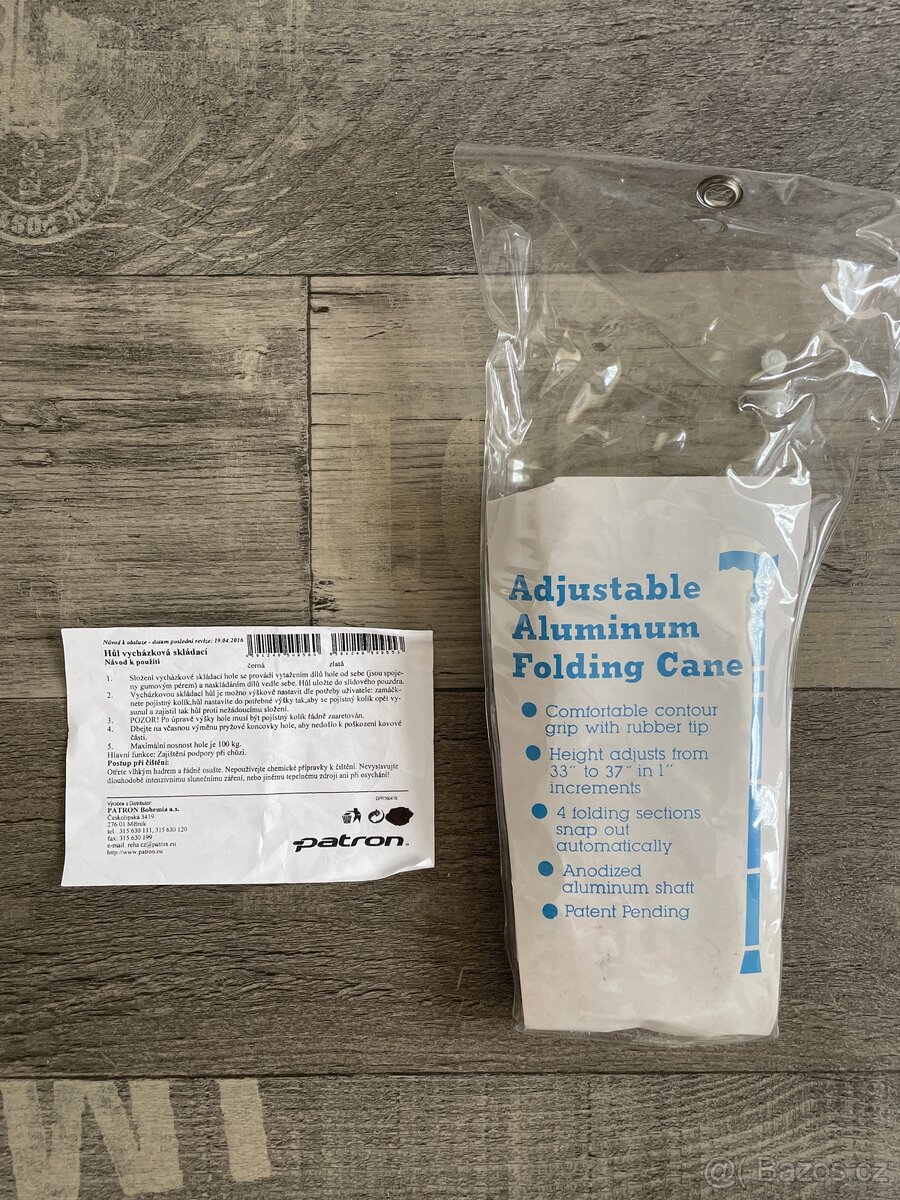 Návod k obsluze - datum poslední revize: 19.04.2016
Hůl vycházková skládací
Návod k použití
černá zlatá
1. Složení vycházkové skládací hole se provádí vytažením dílů hole od sebe (jsou spoje-
ny gumovým pérem) a naskládáním dílů vedle sebe. Hůl uložte do slídového pouzdra.
2. Vycházkovou skládací hůl je možno výškově nastavit dle potřeby uživatele: zamáčk-
nete pojistný kolík,hůl nastavíte do potřebné výšky tak,aby se pojistný kolík opět vy-
sunul a zajistil tak hůl proti nežádoucímu složení.
3. POZOR! Po úpravě výšky hole musí být pojistný kolík řádně zaaretován.
4. Dbejte na včasnou výměnu pryžové koncovky hole, aby nedošlo k poškození kovové
části.
5. Maximální nosnost hole je 100 kg.
Hlavní funkce: Zajištění podpory při chůzi.
Postup při čištění:
Otřete vlhkým hadrem a řádně osušte. Nepoužívejte chemické přípravky k čištění. Nevystavujte
dlouhodobě intenzivnímu slunečnímu záření, nebo jinému tepelnému zdroji ani při osychání!
Výrobce a Distributor:
PATRON Bohemia a.s.
Českolipská 3419
276 01 Mělník
tel.: 315 630 111, 315 630 120
fax: 315 630 199
e-mail: reha.cz@patron.eu
http://www.patron.eu
patron
Adjustable
Aluminum
Folding Cane
Comfortable contour
grip with rubber tip
Height adjusts from
33" to 37" in 1"
increments
4 folding sections
snap out
automatically
Anodized
aluminum shaft
Patent Pending
Bazos.cz